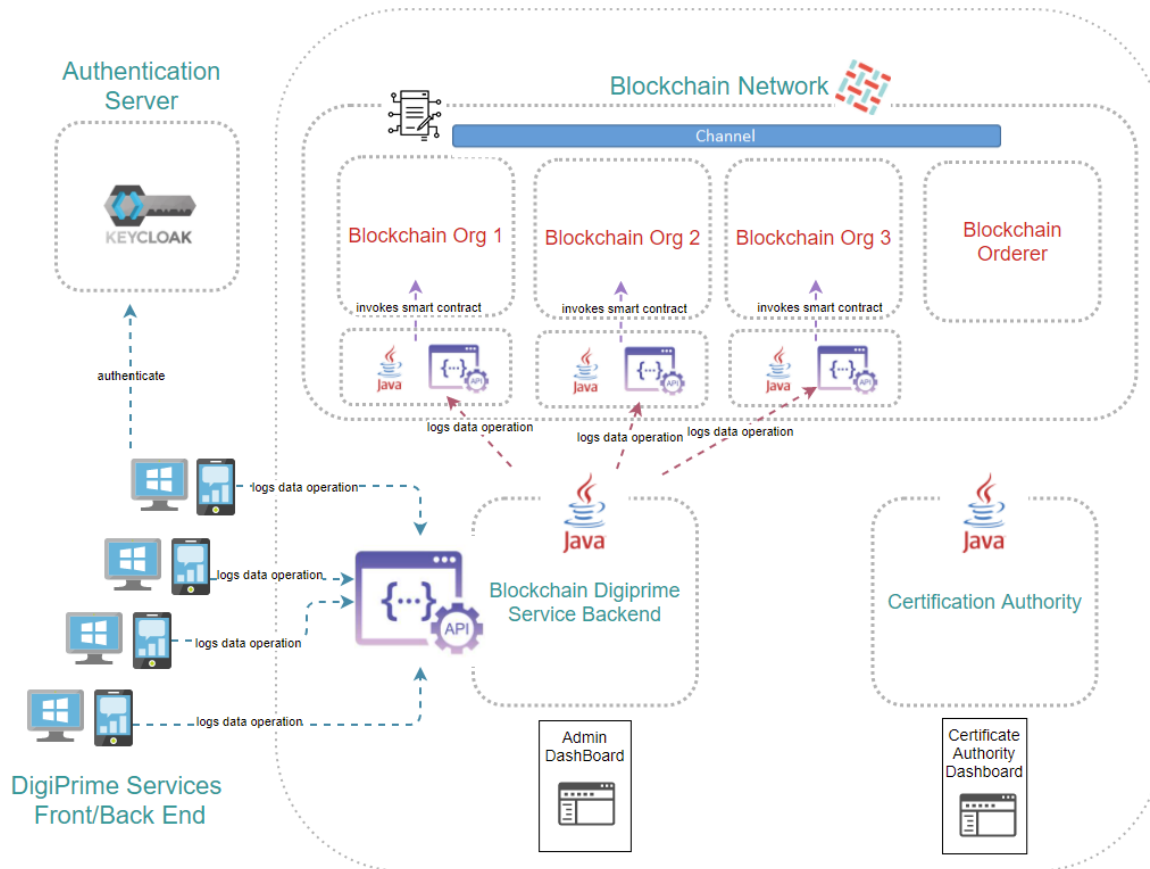 Authentication
Server
KEYCLOAK
authenticate
Blockchain Network
Channel
Blockchain Org 1
Blockchain Org 2
Blockchain Org 3
Blockchain
Orderer
invokes smart contract
invokes smart contract
invokes smart contract
Java
{...}
API
Java
{...}
API
Java
{...}
API
logs data operation
logs data operation
logs data operation
logs data operation
logs data operation
logs data operation
logs data operation
{...}
API
Java
Blockchain Digiprime
Service Backend
Java
Certification Authority
DigiPrime Services
Front/Back End
Admin
DashBoard
Certificate
Authority
Dashboard